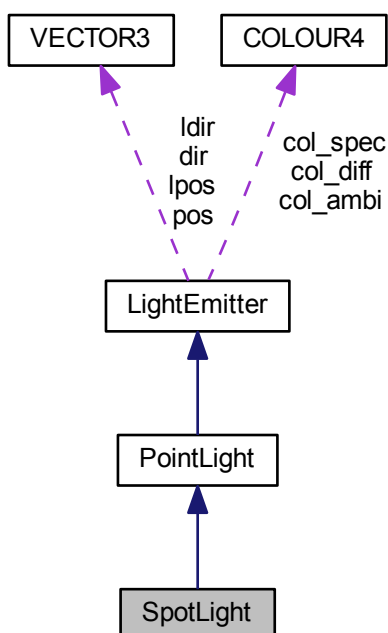 VECTOR3
COLOUR4
ldir
dir
lpos
pos
col_spec
col_diff
col_ambi
LightEmitter
PointLight
SpotLight